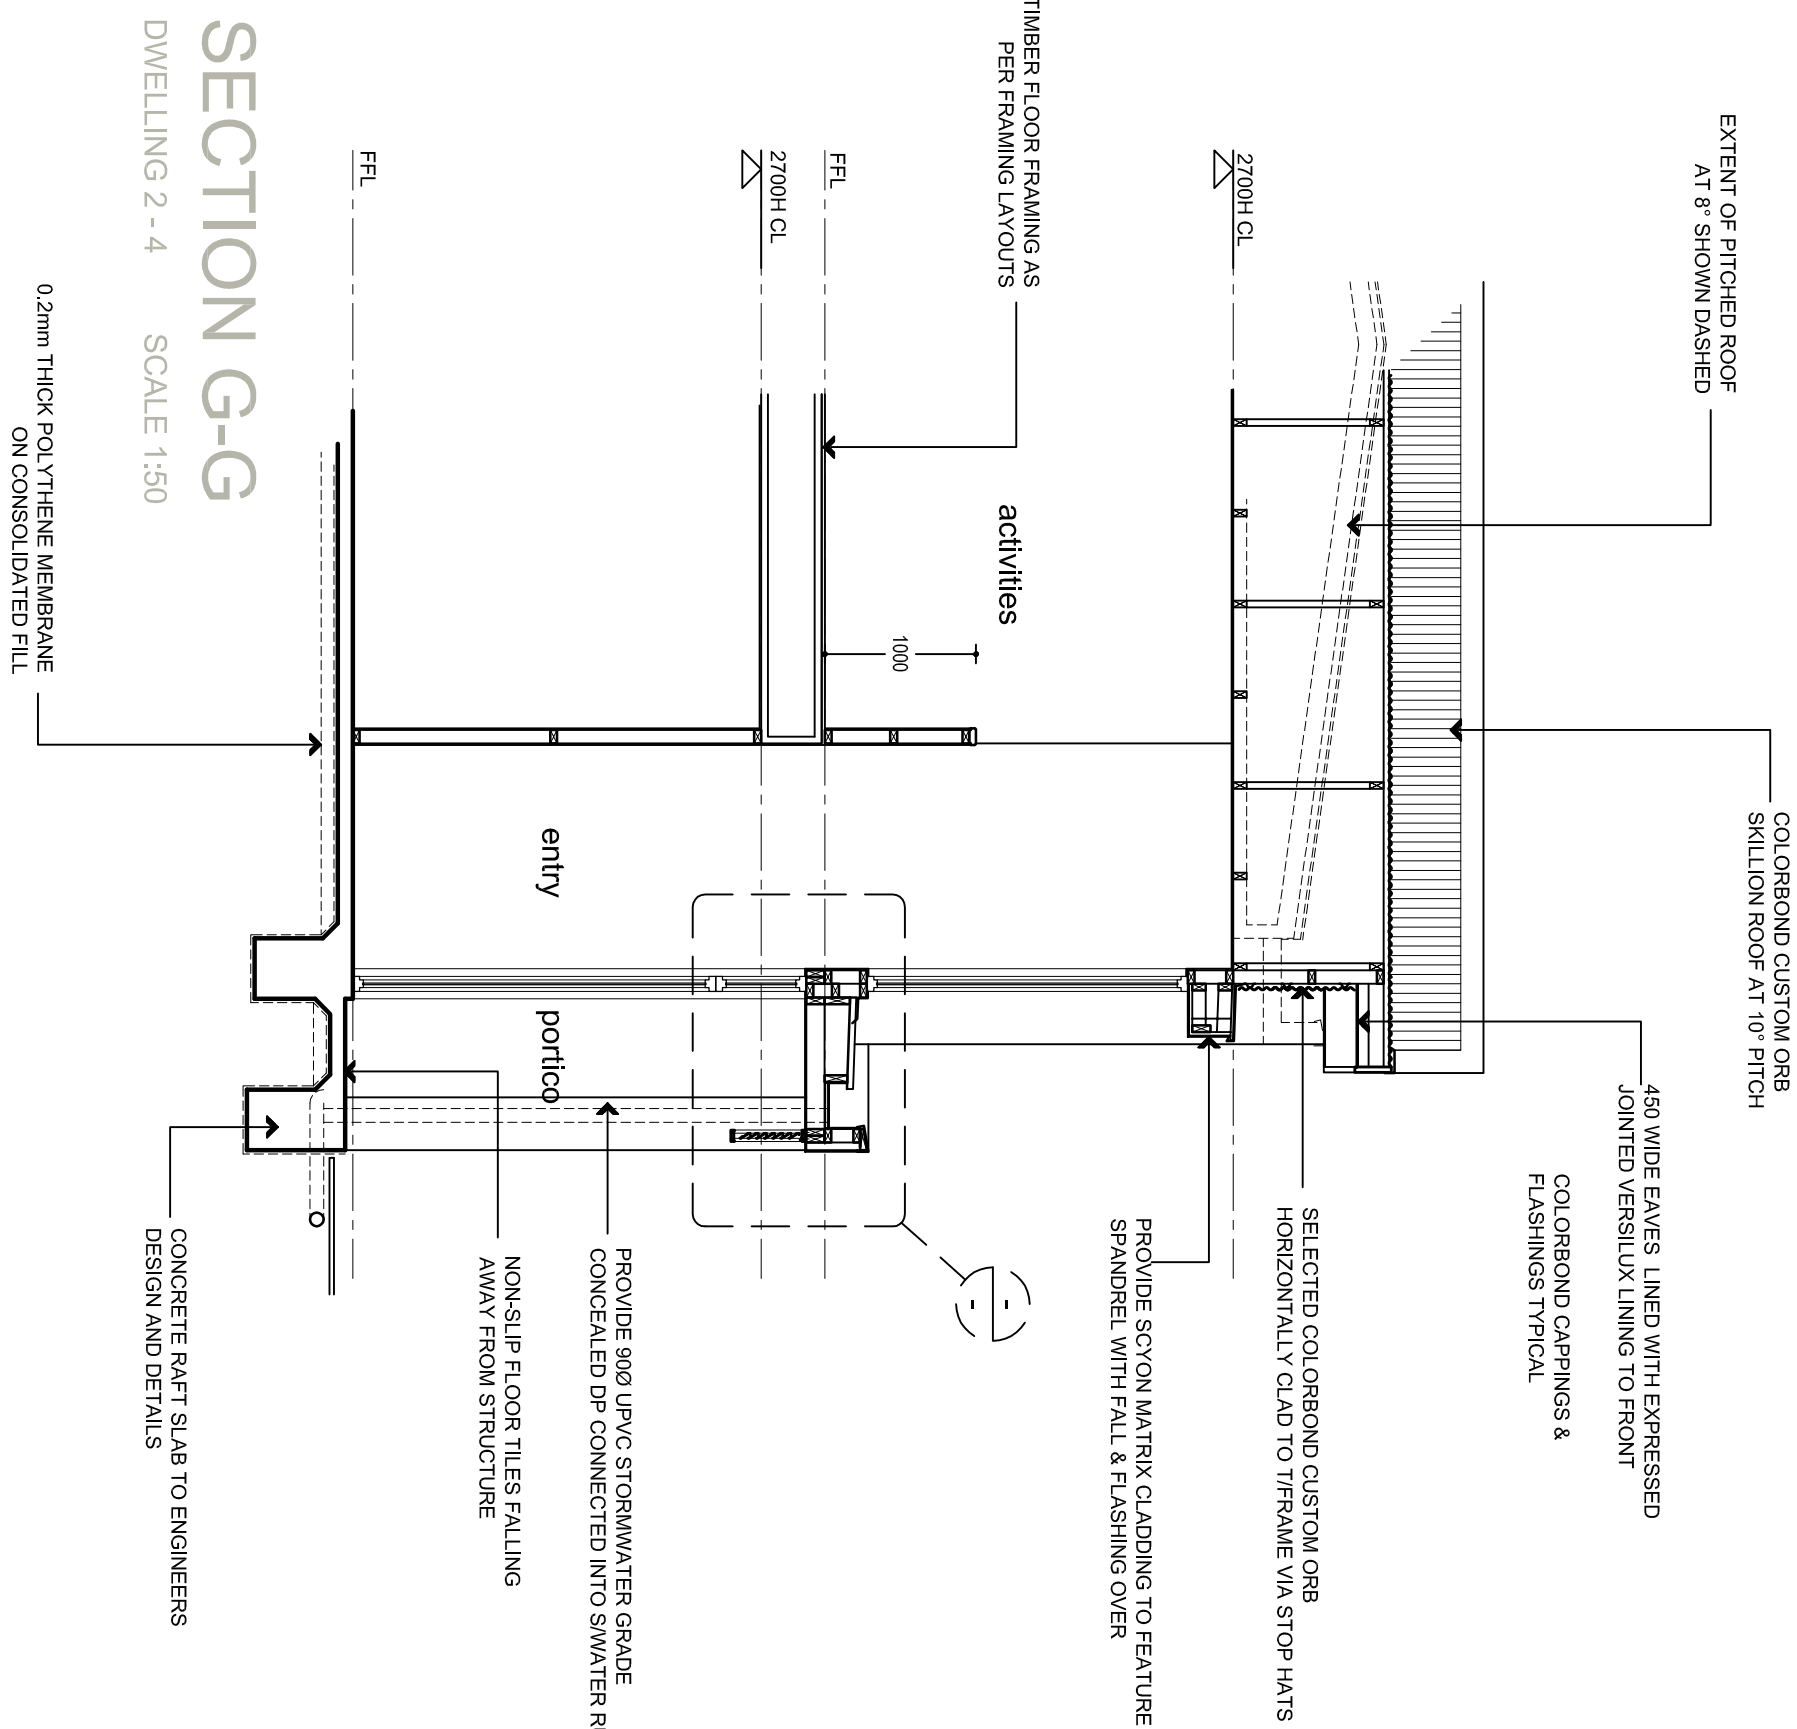 EXTENT OF PITCHED ROOF
AT 8° SHOWN DASHED
COLORBOND CUSTOM ORB
SKILLION ROOF AT 10° PITCH
450 WIDE EAVES LINED WITH EXPRESSED
JOINTED VERSILUX LINING TO FRONT
COLORBOND CAPPINGS &
FLASHINGS TYPICAL
2700H CL
SELECTED COLORBOND CUSTOM ORB
HORIZONTALLY CLAD TO T/FRAME VIA STOP HATS
PROVIDE SCYON MATRIX CLADDING TO FEATURE
SPANDREL WITH FALL & FLASHING OVER
TIMBER FLOOR FRAMING AS
PER FRAMING LAYOUTS
activities
1000
- -
FFL
2700H CL
entry
portico
PROVIDE 90Ø UPVC STORMWATER GRADE
CONCEALED DP CONNECTED INTO S/WATER
NON-SLIP FLOOR TILES FALLING
AWAY FROM STRUCTURE
FFL
CONCRETE RAFT SLAB TO ENGINEERS
DESIGN AND DETAILS
SECTION G-G
DWELLING 2 - 4 SCALE 1:50
0.2mm THICK POLYTHENE MEMBRANE
ON CONSOLIDATED FILL